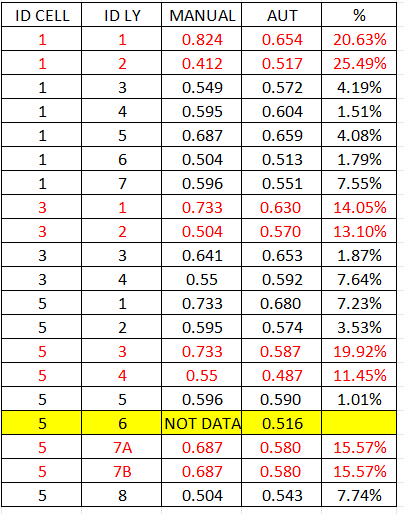 ID CELL ID LY MANUAL AUT %
1 1 0.824 0.654 20.63%
1 2 0.412 0.517 25.49%
1 3 0.549 0.572 4.19%
1 4 0.595 0.604 1.51%
1 5 0.687 0.659 4.08%
1 6 0.504 0.513 1.79%
1 7 0.596 0.551 7.55%
3 1 0.733 0.630 14.05%
3 2 0.504 0.570 13.10%
3 3 0.641 0.653 1.87%
3 4 0.55 0.592 7.64%
5 1 0.733 0.680 7.23%
5 2 0.595 0.574 3.53%
5 3 0.733 0.587 19.92%
5 4 0.55 0.487 11.45%
5 5 0.596 0.590 1.01%
5 6 NOT DATA 0.516
5 7A 0.687 0.580 15.57%
5 7B 0.687 0.580 15.57%
5 8 0.504 0.543 7.74%